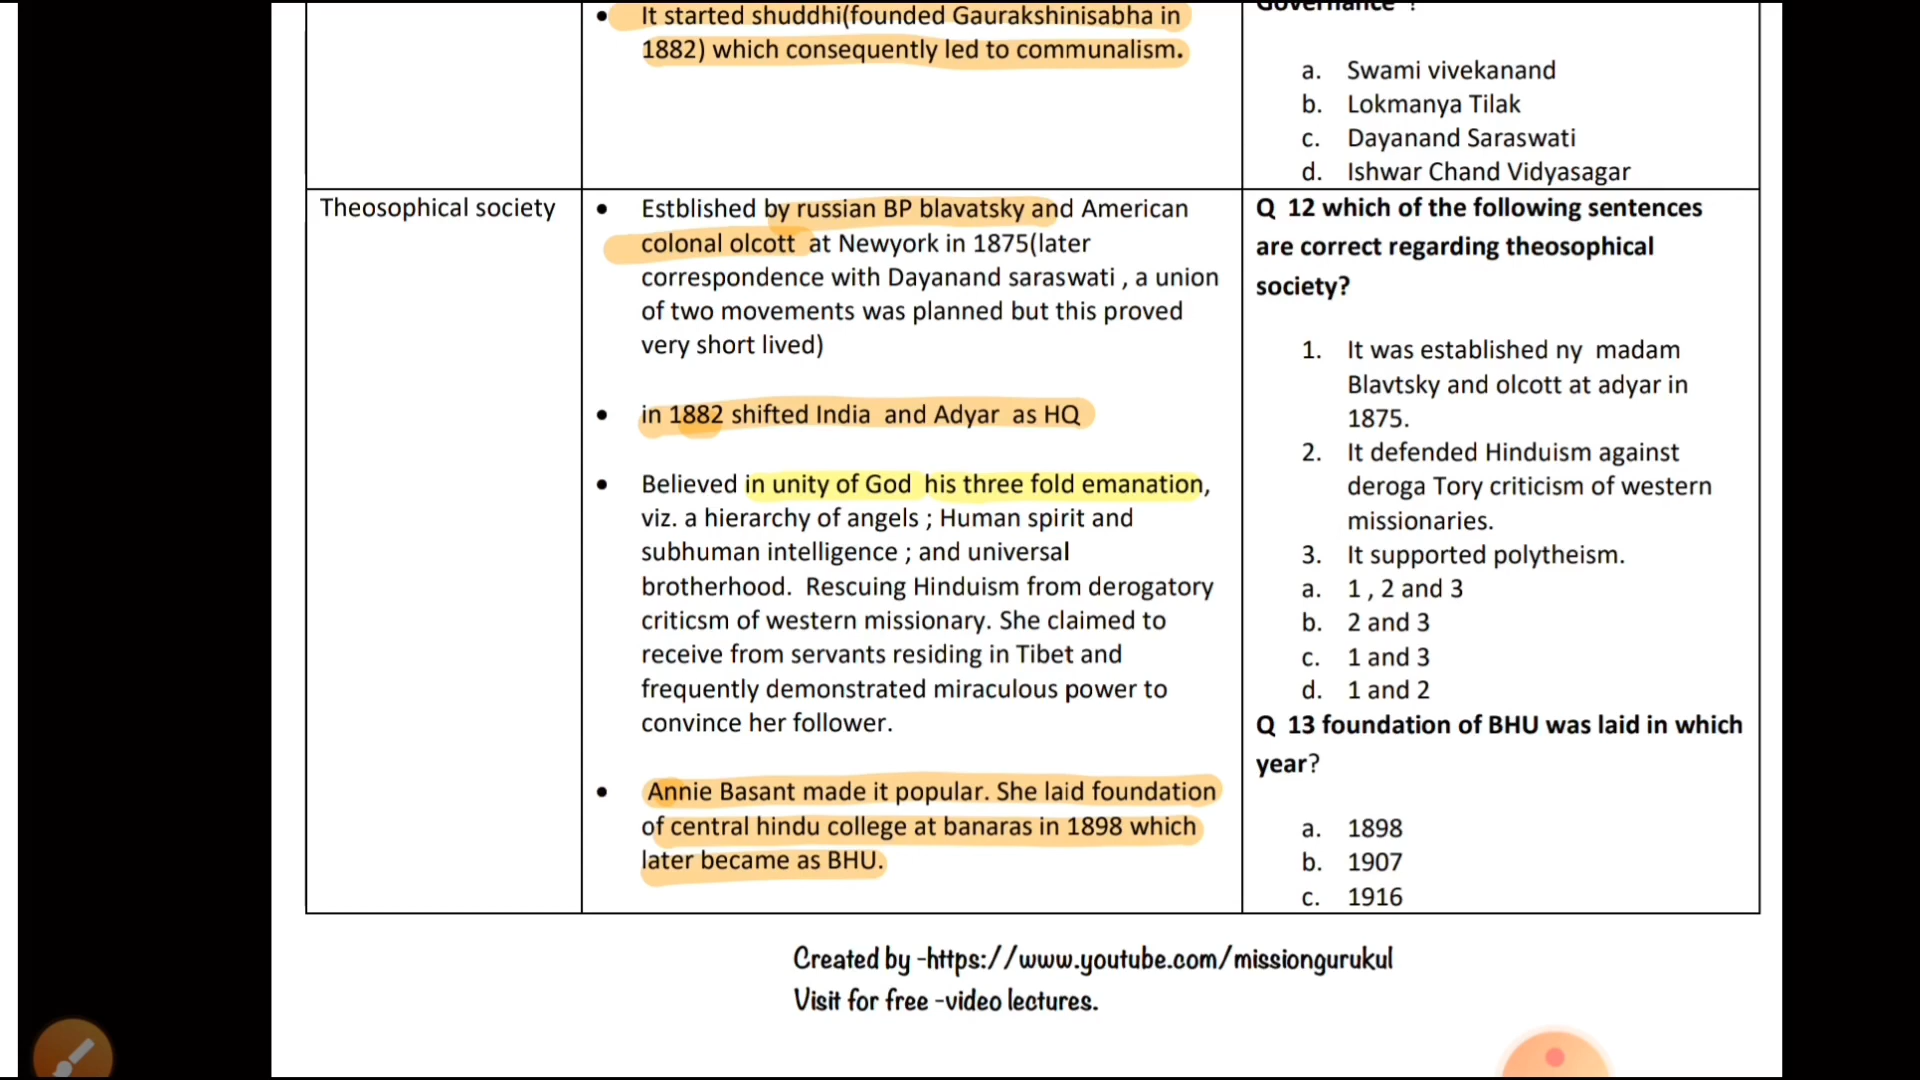 It started shuddhi(founded Gaurakshinisabha in
1882) which consequently led to communalism.
Governance ?
a. Swami vivekanand
b. Lokmanya Tilak
c. Dayanand Saraswati
d. Ishwar Chand Vidyasagar
Theosophical society
• Estblished by russian BP blavatsky and American
colonal olcott at Newyork in 1875(later
correspondence with Dayanand saraswati , a union
of two movements was planned but this proved
very short lived)
• in 1882 shifted India and Adyar as HQ
• Believed in unity of God his three fold emanation,
viz. a hierarchy of angels ; Human spirit and
subhuman intelligence ; and universal
brotherhood. Rescuing Hinduism from derogatory
criticsm of western missionary. She claimed to
receive from servants residing in Tibet and
frequently demonstrated miraculous power to
convince her follower.
• Annie Basant made it popular. She laid foundation
of central hindu college at banaras in 1898 which
later became as BHU.
Q 12 which of the following sentences
are correct regarding theosophical
society?
1. It was established ny madam
Blavtsky and olcott at adyar in
1875.
2. It defended Hinduism against
deroga Tory criticism of western
missionaries.
3. It supported polytheism.
a. 1 , 2 and 3
b. 2 and 3
c. 1 and 3
d. 1 and 2
Q 13 foundation of BHU was laid in which
year?
a. 1898
b. 1907
c. 1916
Created by -https://www.youtube.com/missiongurukul
Visit for free -video lectures.